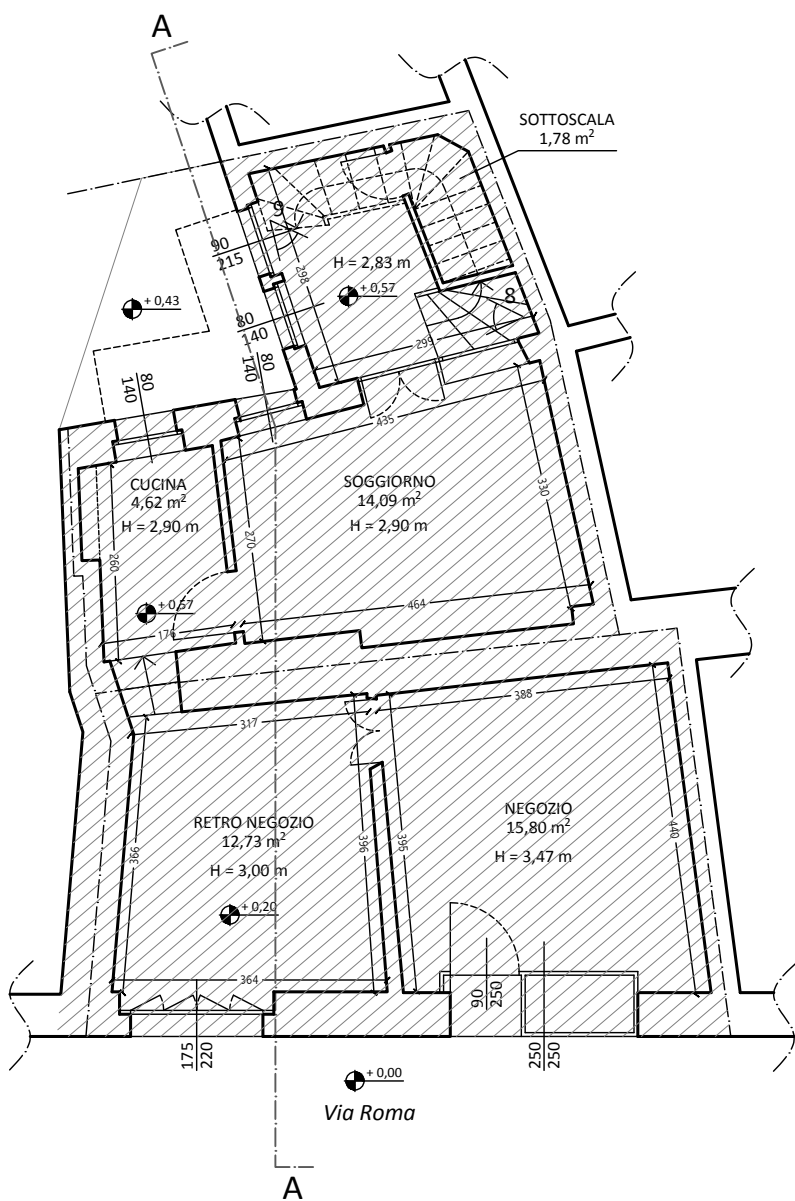 A
SOTTOSCALA
1,78 m²
9
90
215
H = 2,83 m
298
+ 0,57
+ 0,43
8
80
140
80
140
80
140
299
435
CUCINA
4,62 m²
H = 2,90 m
SOGGIORNO
14,09 m²
H = 2,90 m
330
270
260
+ 0,57
464
176
317
388
RETRO NEGOZIO
12,73 m²
H = 3,00 m
NEGOZIO
15,80 m²
H = 3,47 m
366
396
395
440
+ 0,20
364
90
250
175
220
250
250
+ 0,00
Via Roma
A